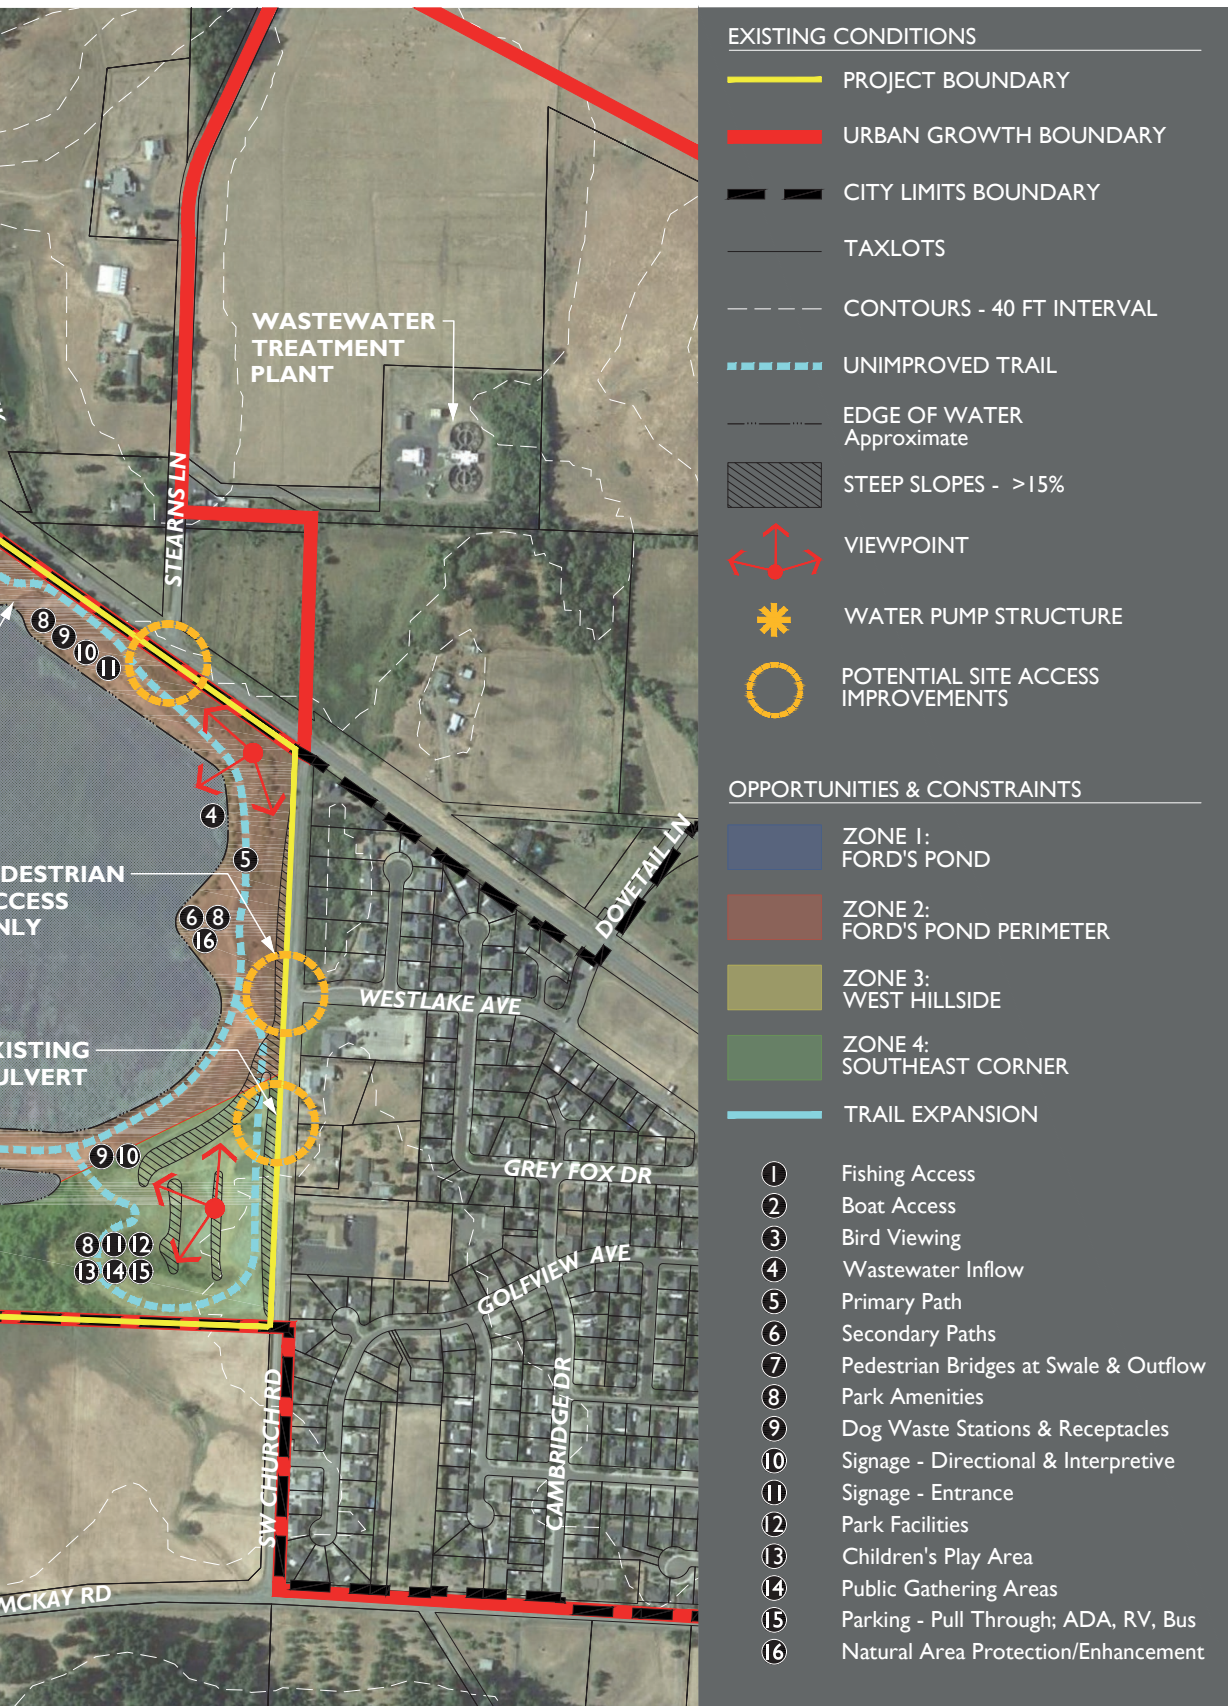 WASTEWATER
TREATMENT
PLANT
STEARNS LN
8
9
10
11
4
5
DESTRIAN
CCESS
NLY
6 8
16
DOVETAIL LN
WESTLAKE AVE
XISTING
ULVERT
9 10
GREY FOX DR
8 11 12
13 14 15
GOLFVIEW AVE
CAMBRIDGE DR
SW CHURCH RD
MCKAY RD
EXISTING CONDITIONS
PROJECT BOUNDARY
URBAN GROWTH BOUNDARY
CITY LIMITS BOUNDARY
TAXLOTS
CONTOURS - 40 FT INTERVAL
UNIMPROVED TRAIL
EDGE OF WATER
Approximate
STEEP SLOPES - >15%
VIEWPOINT
WATER PUMP STRUCTURE
POTENTIAL SITE ACCESS
IMPROVEMENTS
OPPORTUNITIES & CONSTRAINTS
ZONE 1:
FORD'S POND
ZONE 2:
FORD'S POND PERIMETER
ZONE 3:
WEST HILLSIDE
ZONE 4:
SOUTHEAST CORNER
TRAIL EXPANSION
1 Fishing Access
2 Boat Access
3 Bird Viewing
4 Wastewater Inflow
5 Primary Path
6 Secondary Paths
7 Pedestrian Bridges at Swale & Outflow
8 Park Amenities
9 Dog Waste Stations & Receptacles
10 Signage - Directional & Interpretive
11 Signage - Entrance
12 Park Facilities
13 Children's Play Area
14 Public Gathering Areas
15 Parking - Pull Through; ADA, RV, Bus
16 Natural Area Protection/Enhancement